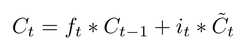 C_t = f_t * C_{t-1} + i_t * \tilde{C}_t